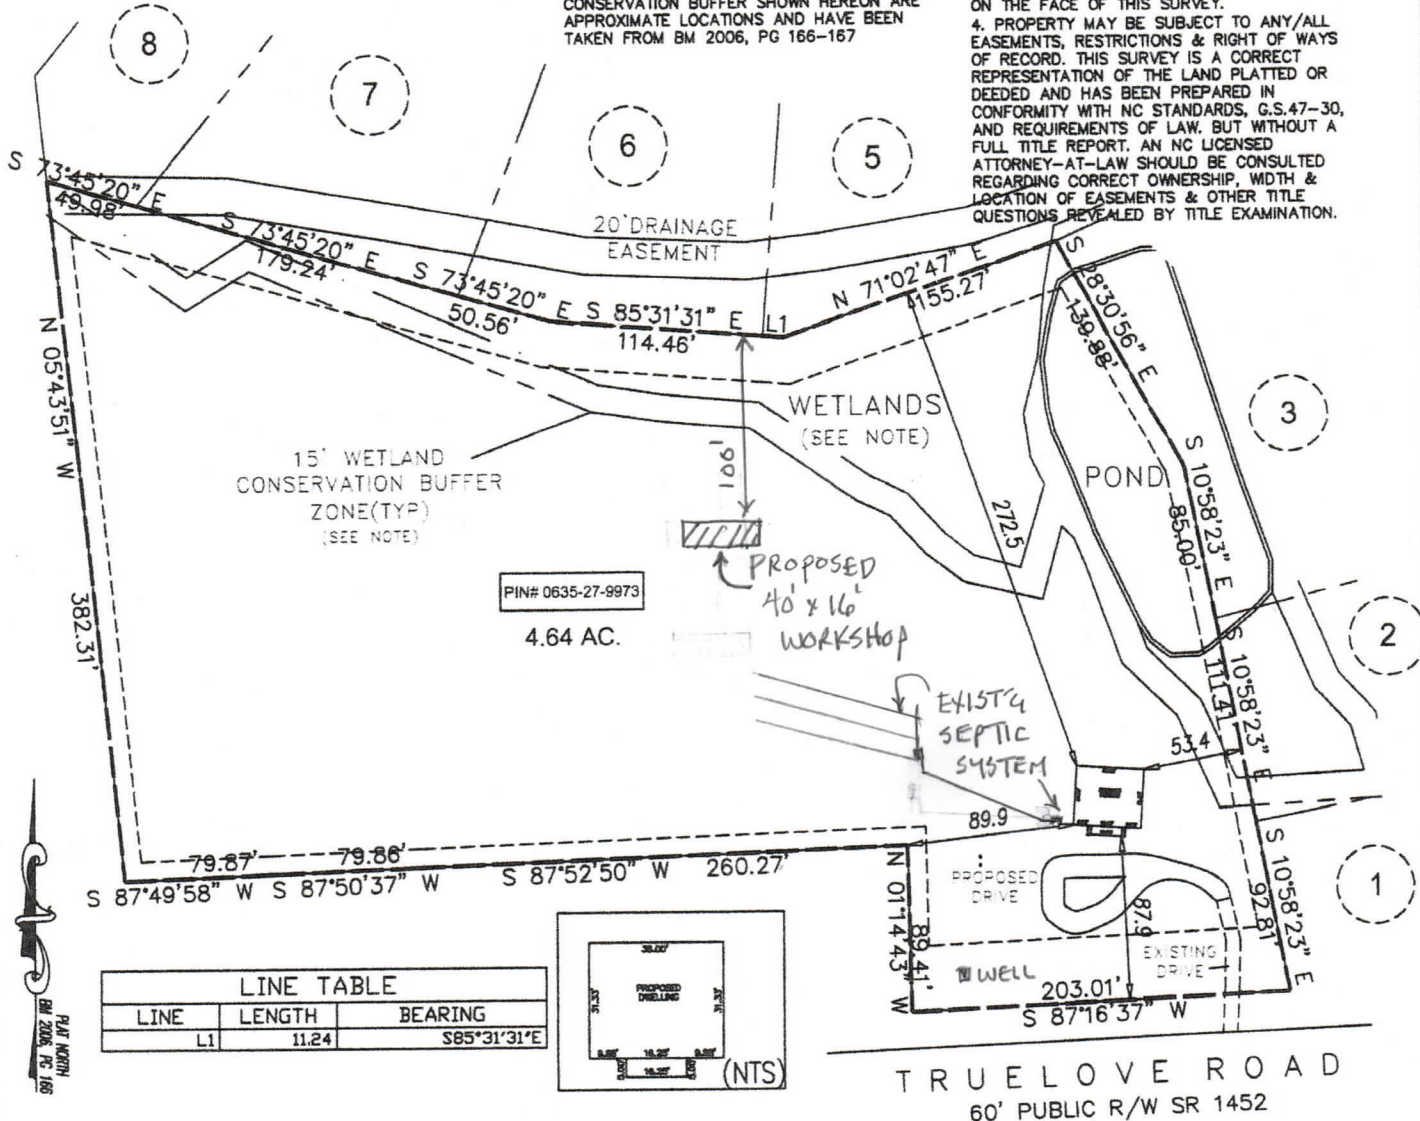 CONSERVATION BUFFER SHOWN HEREON ARE
APPROXIMATE LOCATIONS AND HAVE BEEN
TAKEN FROM BM 2006, PG 166-167
ON THE FACE OF THIS SURVEY.
4. PROPERTY MAY BE SUBJECT TO ANY/ALL
EASEMENTS, RESTRICTIONS & RIGHT OF WAYS
OF RECORD. THIS SURVEY IS A CORRECT
REPRESENTATION OF THE LAND PLATTED OR
DEEDED AND HAS BEEN PREPARED IN
CONFORMITY WITH NC STANDARDS, G.S.47-30,
AND REQUIREMENTS OF LAW. BUT WITHOUT A
FULL TITLE REPORT. AN NC LICENSED
ATTORNEY-AT-LAW SHOULD BE CONSULTED
REGARDING CORRECT OWNERSHIP, WIDTH &
LOCATION OF EASEMENTS & OTHER TITLE
QUESTIONS REVEALED BY TITLE EXAMINATION.
8
7
6
5
S 73°45'20" E
49.98'
S 73°45'20" E
179.24'
S 73°45'20" E
50.56'
20' DRAINAGE
EASEMENT
S 85°31'31" E
114.46'
L1
N 71°02'47" E
155.27'
S 28°30'56" E
139.88'
3
N 05°43'51" W
382.31'
15' WETLAND
CONSERVATION BUFFER
ZONE(TYP)
(SEE NOTE)
WETLANDS
(SEE NOTE)
POND
S 10°58'23" E
85.00'
106'
272.5
PROPOSED
40' x 16'
WORKSHOP
PIN# 0635-27-9973
4.64 AC.
2
S 10°58'23" E
111.41
EXIST'G
SEPTIC
SYSTEM
53.4
89.9
79.87'
79.86'
260.27'
S 87°49'58" W
S 87°50'37" W
S 87°52'50" W
N 01°14'43" W
89.41'
PROPOSED
DRIVE
87.9
EXISTING
DRIVE
S 10°58'23" E
92.81'
1
WELL
203.01'
S 87°16'37" W
LINE TABLE
LINE LENGTH BEARING
L1 11.24 S85°31'31"E
PROPOSED
DWELLING
31.33'
31.33'
16.25'
(NTS)
PLAT NORTH
BM 2006, PG 166
TRUELOVE ROAD
60' PUBLIC R/W SR 1452